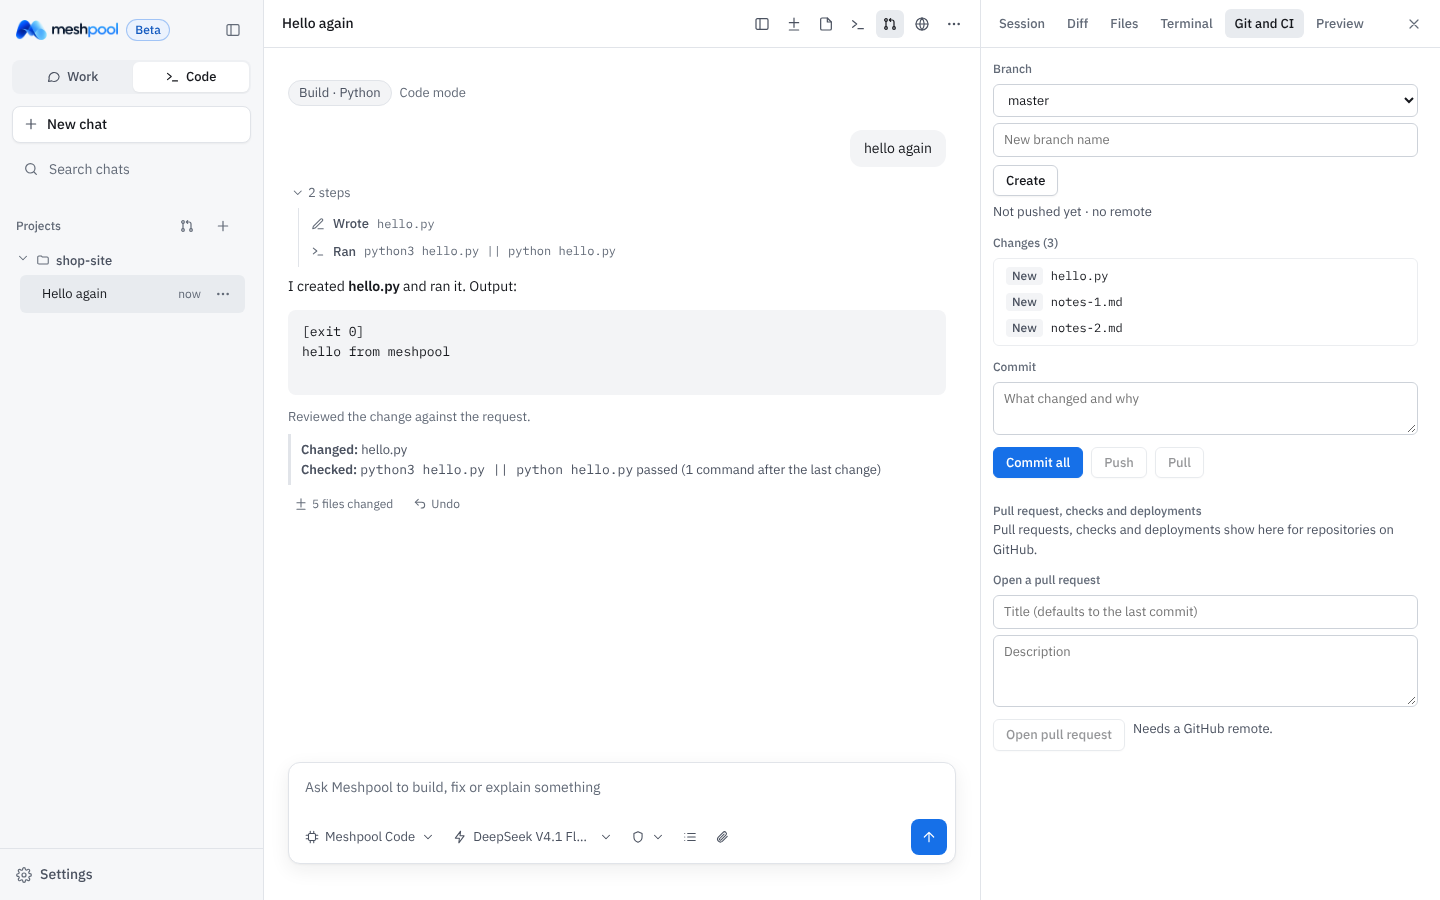 meshpool Beta
Work
Code
New chat
Search chats
Projects
shop-site
Hello again now
Settings
Hello again
Build · Python Code mode
hello again
2 steps
Wrote hello.py
Ran python3 hello.py || python hello.py
I created hello.py and ran it. Output:
[exit 0]
hello from meshpool
Reviewed the change against the request.
Changed: hello.py
Checked: python3 hello.py || python hello.py passed (1 command after the last change)
5 files changed Undo
Ask Meshpool to build, fix or explain something
Meshpool Code DeepSeek V4.1 Fl...
Session Diff Files Terminal Git and CI Preview
Branch
master
New branch name
Create
Not pushed yet · no remote
Changes (3)
New hello.py
New notes-1.md
New notes-2.md
Commit
What changed and why
Commit all Push Pull
Pull request, checks and deployments
Pull requests, checks and deployments show here for repositories on
GitHub.
Open a pull request
Title (defaults to the last commit)
Description
Open pull request Needs a GitHub remote.